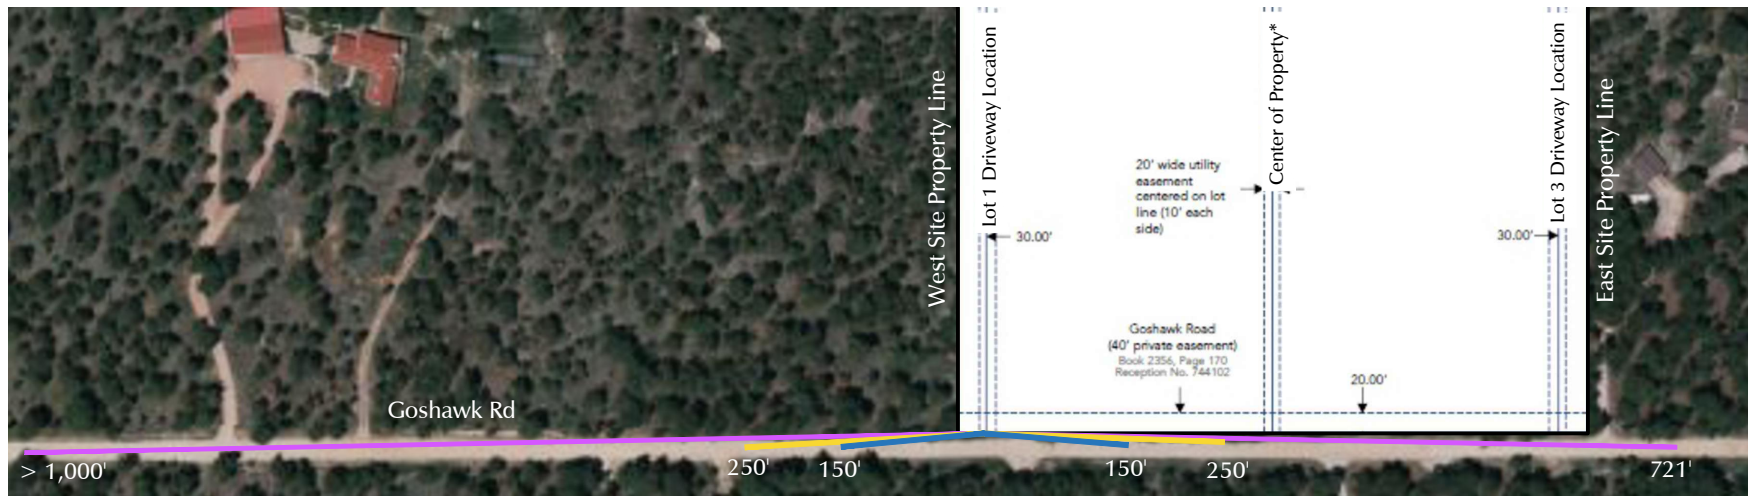 West Site Property Line
Lot 1 Driveway Location
Center of Property*
Lot 3 Driveway Location
East Site Property Line
20' wide utility
easement
centered on lot
line (10' each
side)
30.00'
30.00'
Goshawk Road
(40' private easement)
Book 2356, Page 170
Reception No. 744102
20.00'
Goshawk Rd
> 1,000'
250'
150'
150'
250'
721'